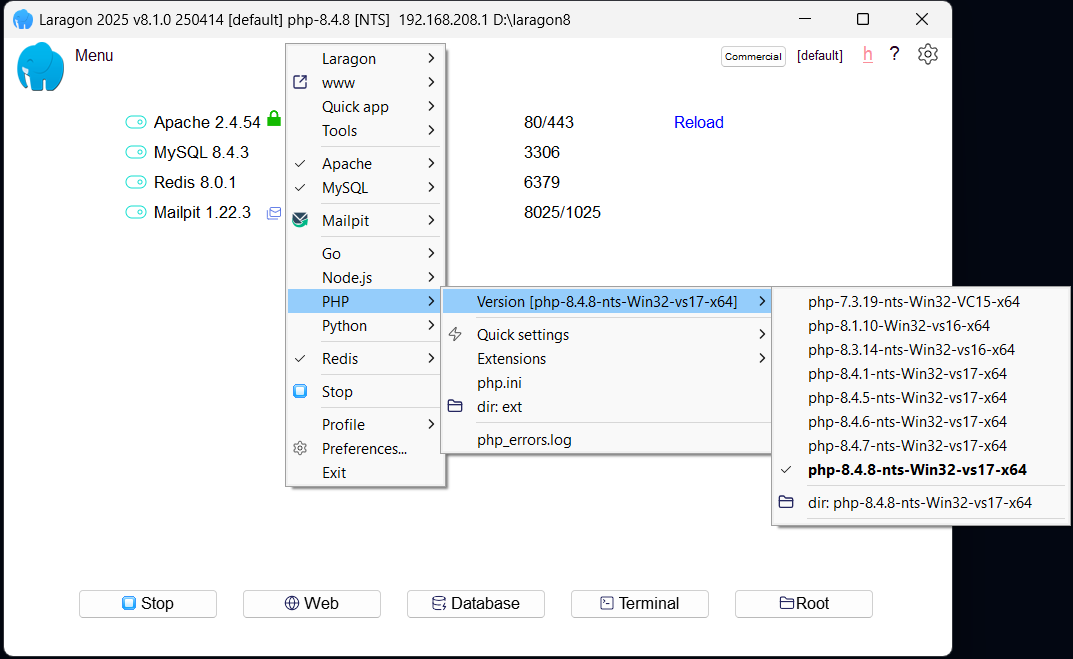 Laragon 2025 v8.1.0 250414 [default] php-8.4.8 [NTS]  192.168.208.1 D:\laragon8
Menu
Commercial [default] h ?
Apache 2.4.54 80/443 Reload
MySQL 8.4.3 3306
Redis 8.0.1 6379
Mailpit 1.22.3 8025/1025
Laragon
www
Quick app
Tools
Apache
MySQL
Mailpit
Go
Node.js
PHP
Python
Redis
Stop
Profile
Preferences...
Exit
Version [php-8.4.8-nts-Win32-vs17-x64]
Quick settings
Extensions
php.ini
dir: ext
php_errors.log
php-7.3.19-nts-Win32-VC15-x64
php-8.1.10-Win32-vs16-x64
php-8.3.14-nts-Win32-vs16-x64
php-8.4.1-nts-Win32-vs17-x64
php-8.4.5-nts-Win32-vs17-x64
php-8.4.6-nts-Win32-vs17-x64
php-8.4.7-nts-Win32-vs17-x64
php-8.4.8-nts-Win32-vs17-x64
dir: php-8.4.8-nts-Win32-vs17-x64
Stop Web Database Terminal Root